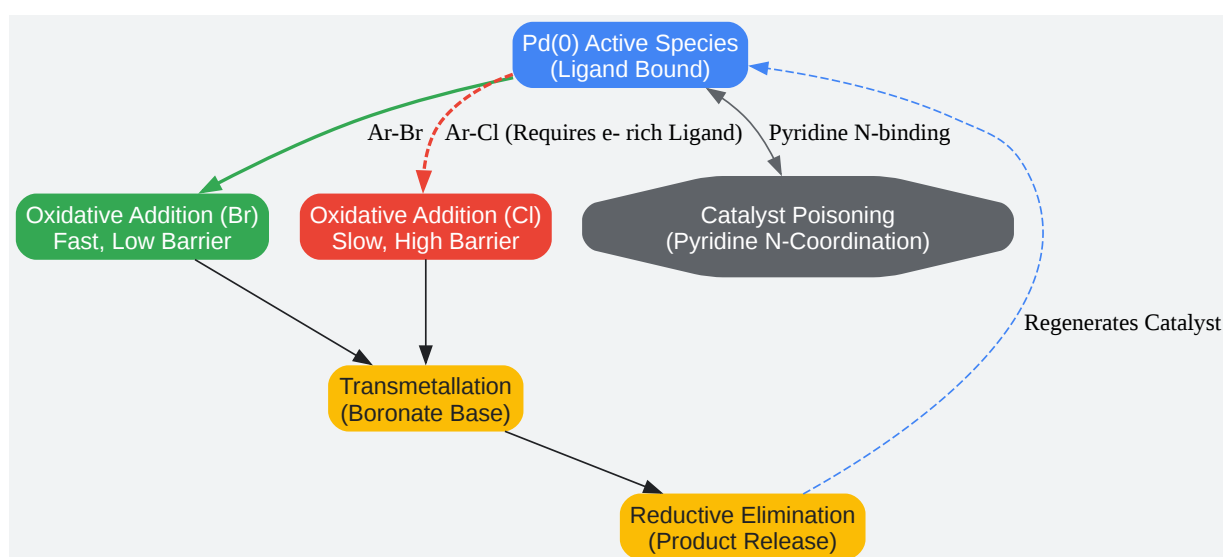 Pd(0) Active Species
(Ligand Bound)
Ar-Br
Ar-Cl (Requires e- rich Ligand)
Pyridine N-binding
Oxidative Addition (Br)
Fast, Low Barrier
Oxidative Addition (Cl)
Slow, High Barrier
Catalyst Poisoning
(Pyridine N-Coordination)
Regenerates Catalyst
Transmetallation
(Boronate Base)
Reductive Elimination
(Product Release)